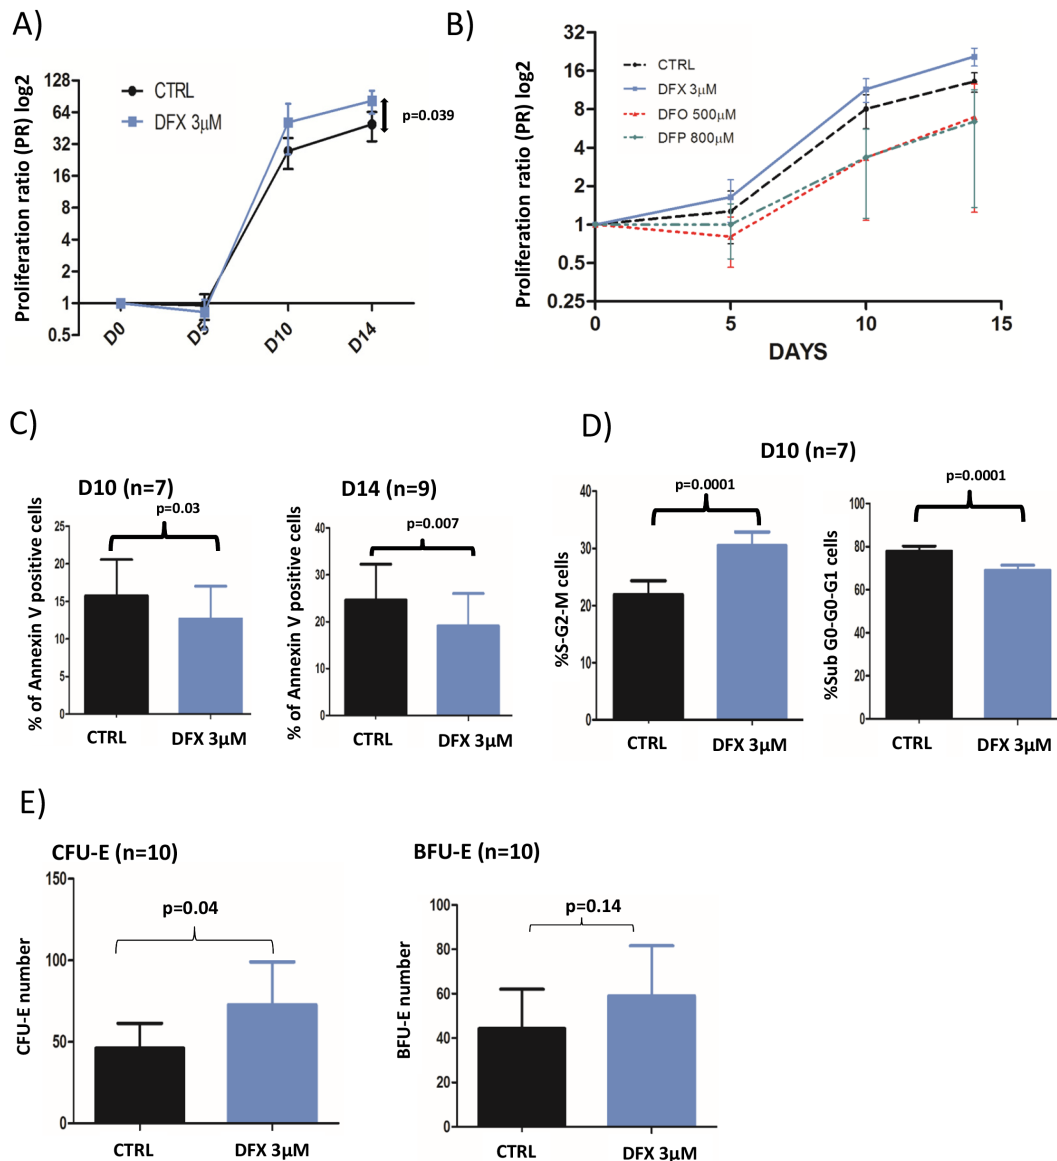 A)
Proliferation ratio (PR) log2
128
64
32
16
8
4
2
1
0.5
CTRL
DFX 3µM
p=0.039
D0
D5
D10
D14
B)
Proliferation ratio (PR) log2
32
16
8
4
2
1
0.5
0.25
CTRL
DFX 3µM
DFO 500µM
DFP 800µM
0
5
10
15
DAYS
C)
D10 (n=7)
% of Annexin V positive cells
25
20
15
10
5
0
p=0.03
CTRL
DFX 3µM
D14 (n=9)
% of Annexin V positive cells
40
30
20
10
0
p=0.007
CTRL
DFX 3µM
D)
D10 (n=7)
%S-G2-M cells
40
30
20
10
0
p=0.0001
CTRL
DFX 3µM
%Sub G0-G0-G1 cells
100
80
60
40
20
0
p=0.0001
CTRL
DFX 3µM
E)
CFU-E (n=10)
CFU-E number
150
100
50
0
p=0.04
CTRL
DFX 3µM
BFU-E (n=10)
BFU-E number
100
80
60
40
20
0
p=0.14
CTRL
DFX 3µM